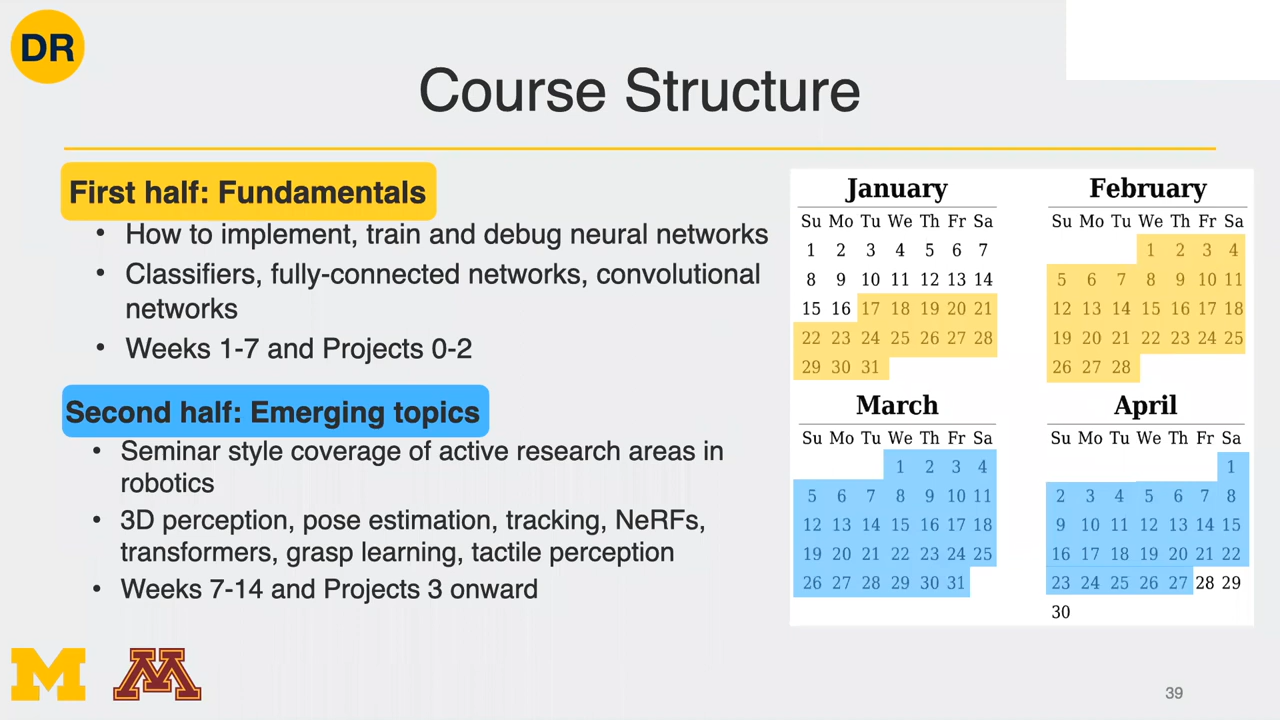 DR
Course Structure
First half: Fundamentals
• How to implement, train and debug neural networks
• Classifiers, fully-connected networks, convolutional
networks
• Weeks 1-7 and Projects 0-2
Second half: Emerging topics
• Seminar style coverage of active research areas in
robotics
• 3D perception, pose estimation, tracking, NeRFs,
transformers, grasp learning, tactile perception
• Weeks 7-14 and Projects 3 onward
January
Su Mo Tu We Th Fr Sa
1 2 3 4 5 6 7
8 9 10 11 12 13 14
15 16 17 18 19 20 21
22 23 24 25 26 27 28
29 30 31
February
Su Mo Tu We Th Fr Sa
1 2 3 4
5 6 7 8 9 10 11
12 13 14 15 16 17 18
19 20 21 22 23 24 25
26 27 28
March
Su Mo Tu We Th Fr Sa
1 2 3 4
5 6 7 8 9 10 11
12 13 14 15 16 17 18
19 20 21 22 23 24 25
26 27 28 29 30 31
April
Su Mo Tu We Th Fr Sa
1
2 3 4 5 6 7 8
9 10 11 12 13 14 15
16 17 18 19 20 21 22
23 24 25 26 27 28 29
30
M M
39